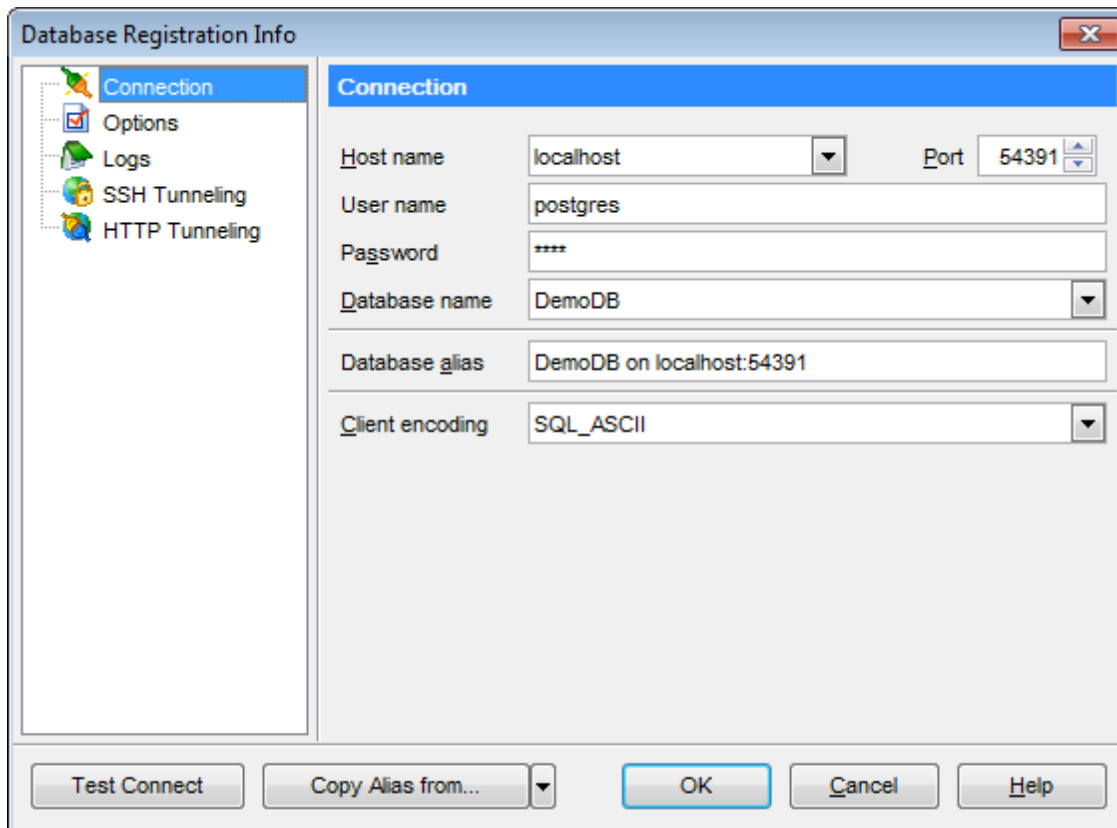 Database Registration Info
Connection
Options
Logs
SSH Tunneling
HTTP Tunneling
Connection
Host name localhost Port 54391
User name postgres
Password ****
Database name DemoDB
Database alias DemoDB on localhost:54391
Client encoding SQL_ASCII
Test Connect Copy Alias from... OK Cancel Help